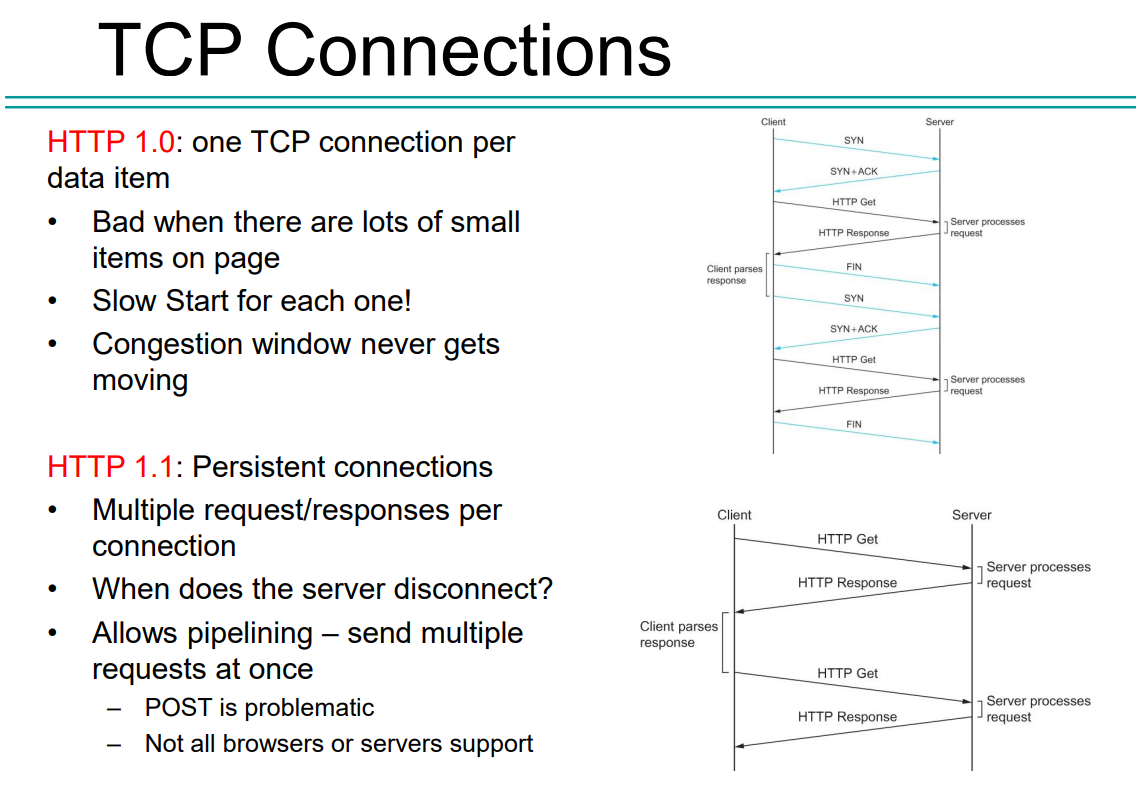 TCP Connections
HTTP 1.0: one TCP connection per
data item
• Bad when there are lots of small
items on page
• Slow Start for each one!
• Congestion window never gets
moving
HTTP 1.1: Persistent connections
• Multiple request/responses per
connection
• When does the server disconnect?
• Allows pipelining – send multiple
requests at once
– POST is problematic
– Not all browsers or servers support
Client
Server
SYN
SYN+ACK
HTTP Get
Server processes
request
HTTP Response
Client parses
response
FIN
SYN
SYN+ACK
HTTP Get
Server processes
request
HTTP Response
FIN
Client
Server
HTTP Get
Server processes
request
HTTP Response
Client parses
response
HTTP Get
Server processes
request
HTTP Response